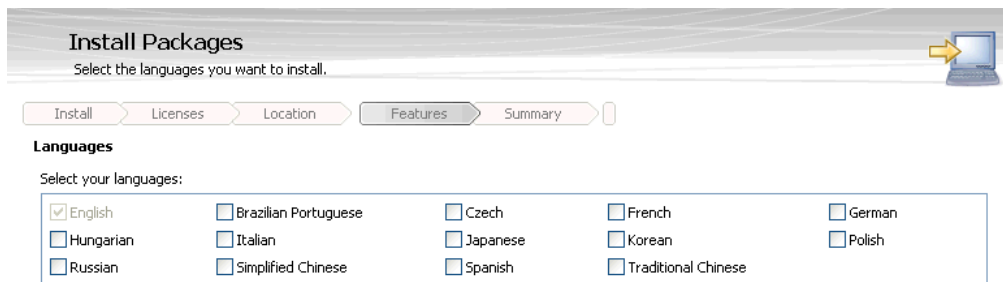 Install Packages
Select the languages you want to install.
Install Licenses Location Features Summary
Languages
Select your languages:
English Brazilian Portuguese Czech French German
Hungarian Italian Japanese Korean Polish
Russian Simplified Chinese Spanish Traditional Chinese